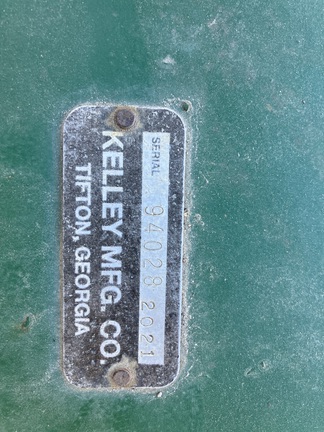 SERIAL 94028 2021
KELLEY MFG. CO.
TIFTON, GEORGIA